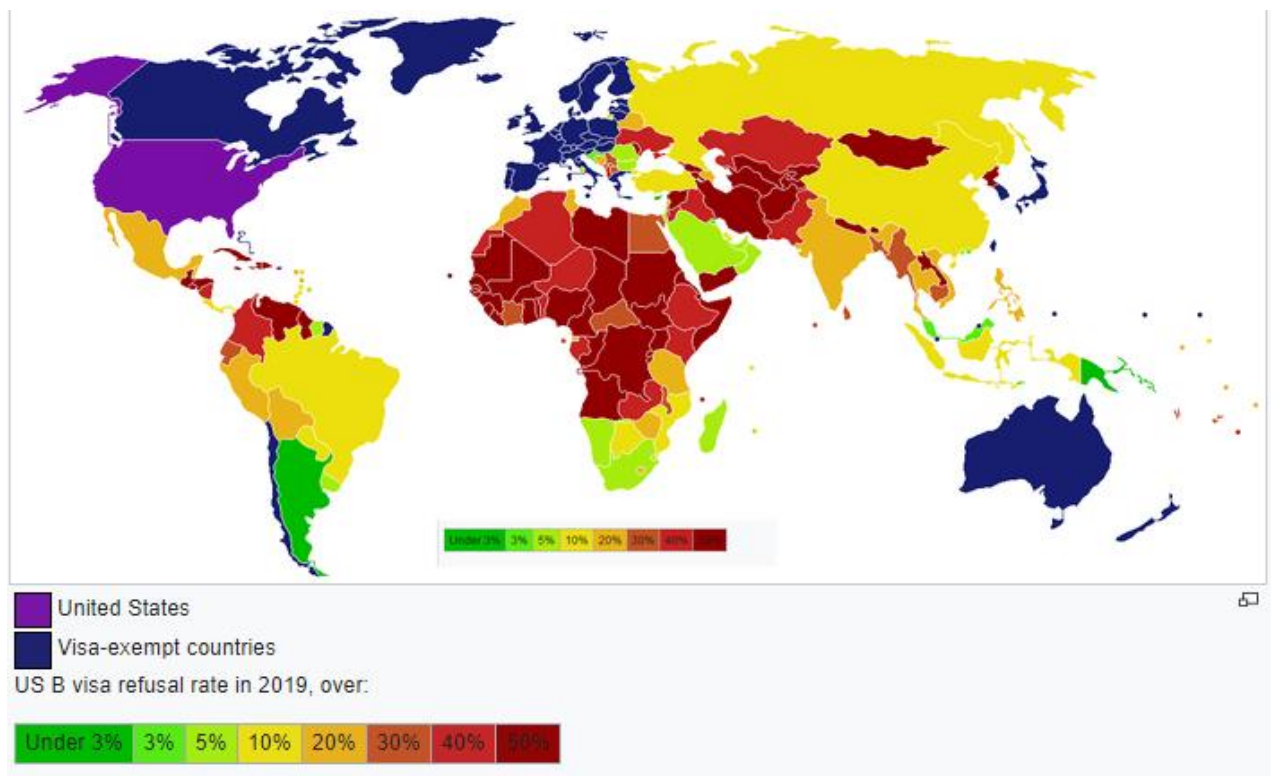 Under 3% 3% 5% 10% 20% 30% 40% 50%
United States
Visa-exempt countries
US B visa refusal rate in 2019, over:
Under 3% 3% 5% 10% 20% 30% 40% 50%